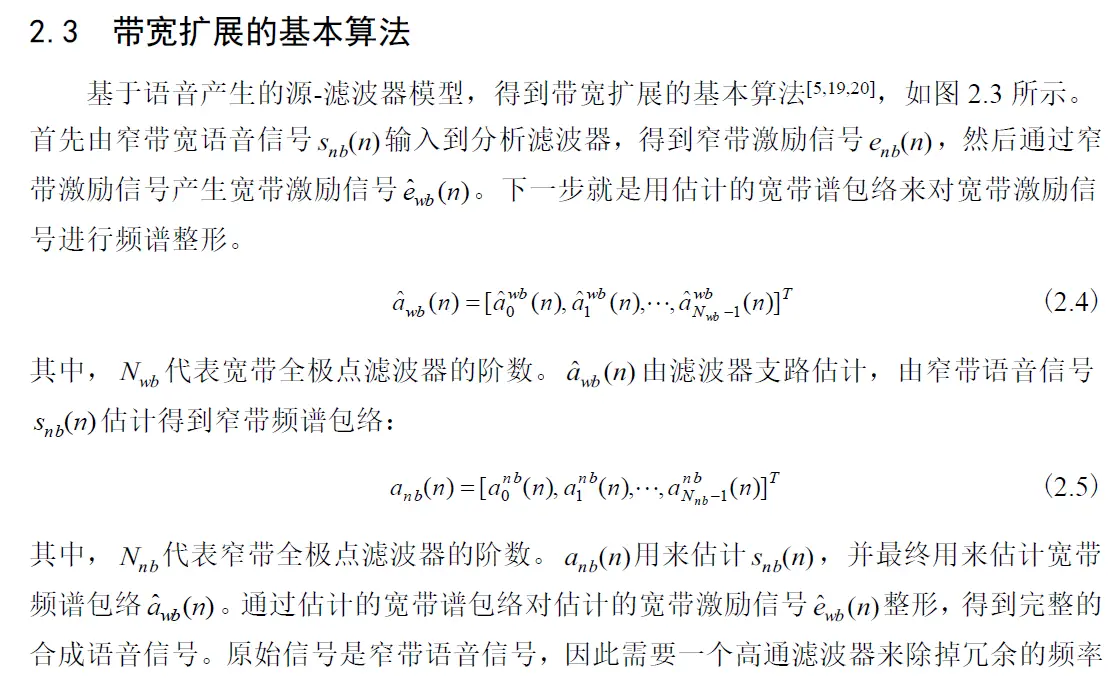 2.3 带宽扩展的基本算法
基于语音产生的源-滤波器模型，得到带宽扩展的基本算法[5,19,20]，如图 2.3 所示。
首先由窄带宽语音信号 s_{nb}(n) 输入到分析滤波器，得到窄带激励信号 e_{nb}(n)，然后通过窄
带激励信号产生宽带激励信号 ê_{wb}(n)。下一步就是用估计的宽带谱包络来对宽带激励信
号进行频谱整形。
â_{wb}(n) = [â_0^{wb}(n), â_1^{wb}(n), ⋯, â_{N_{wb}-1}^{wb}(n)]^T （2.4）
其中，N_{wb} 代表宽带全极点滤波器的阶数。â_{wb}(n) 由滤波器支路估计，由窄带语音信号
s_{nb}(n) 估计得到窄带频谱包络：
a_{nb}(n) = [a_0^{nb}(n), a_1^{nb}(n), ⋯, a_{N_{nb}-1}^{nb}(n)]^T （2.5）
其中，N_{nb} 代表窄带全极点滤波器的阶数。a_{nb}(n) 用来估计 s_{nb}(n)，并最终用来估计宽带
频谱包络 â_{wb}(n)。通过估计的宽带谱包络对估计的宽带激励信号 ê_{wb}(n) 整形，得到完整的
合成语音信号。原始信号是窄带语音信号，因此需要一个高通滤波器来除掉冗余的频率